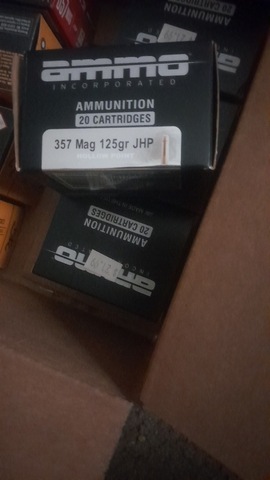 ammo
INCORPORATED
AMMUNITION
20 CARTRIDGES
357 Mag 125gr JHP
HOLLOW POINT
20 CARTRIDGES
AMMUNITION
ammo